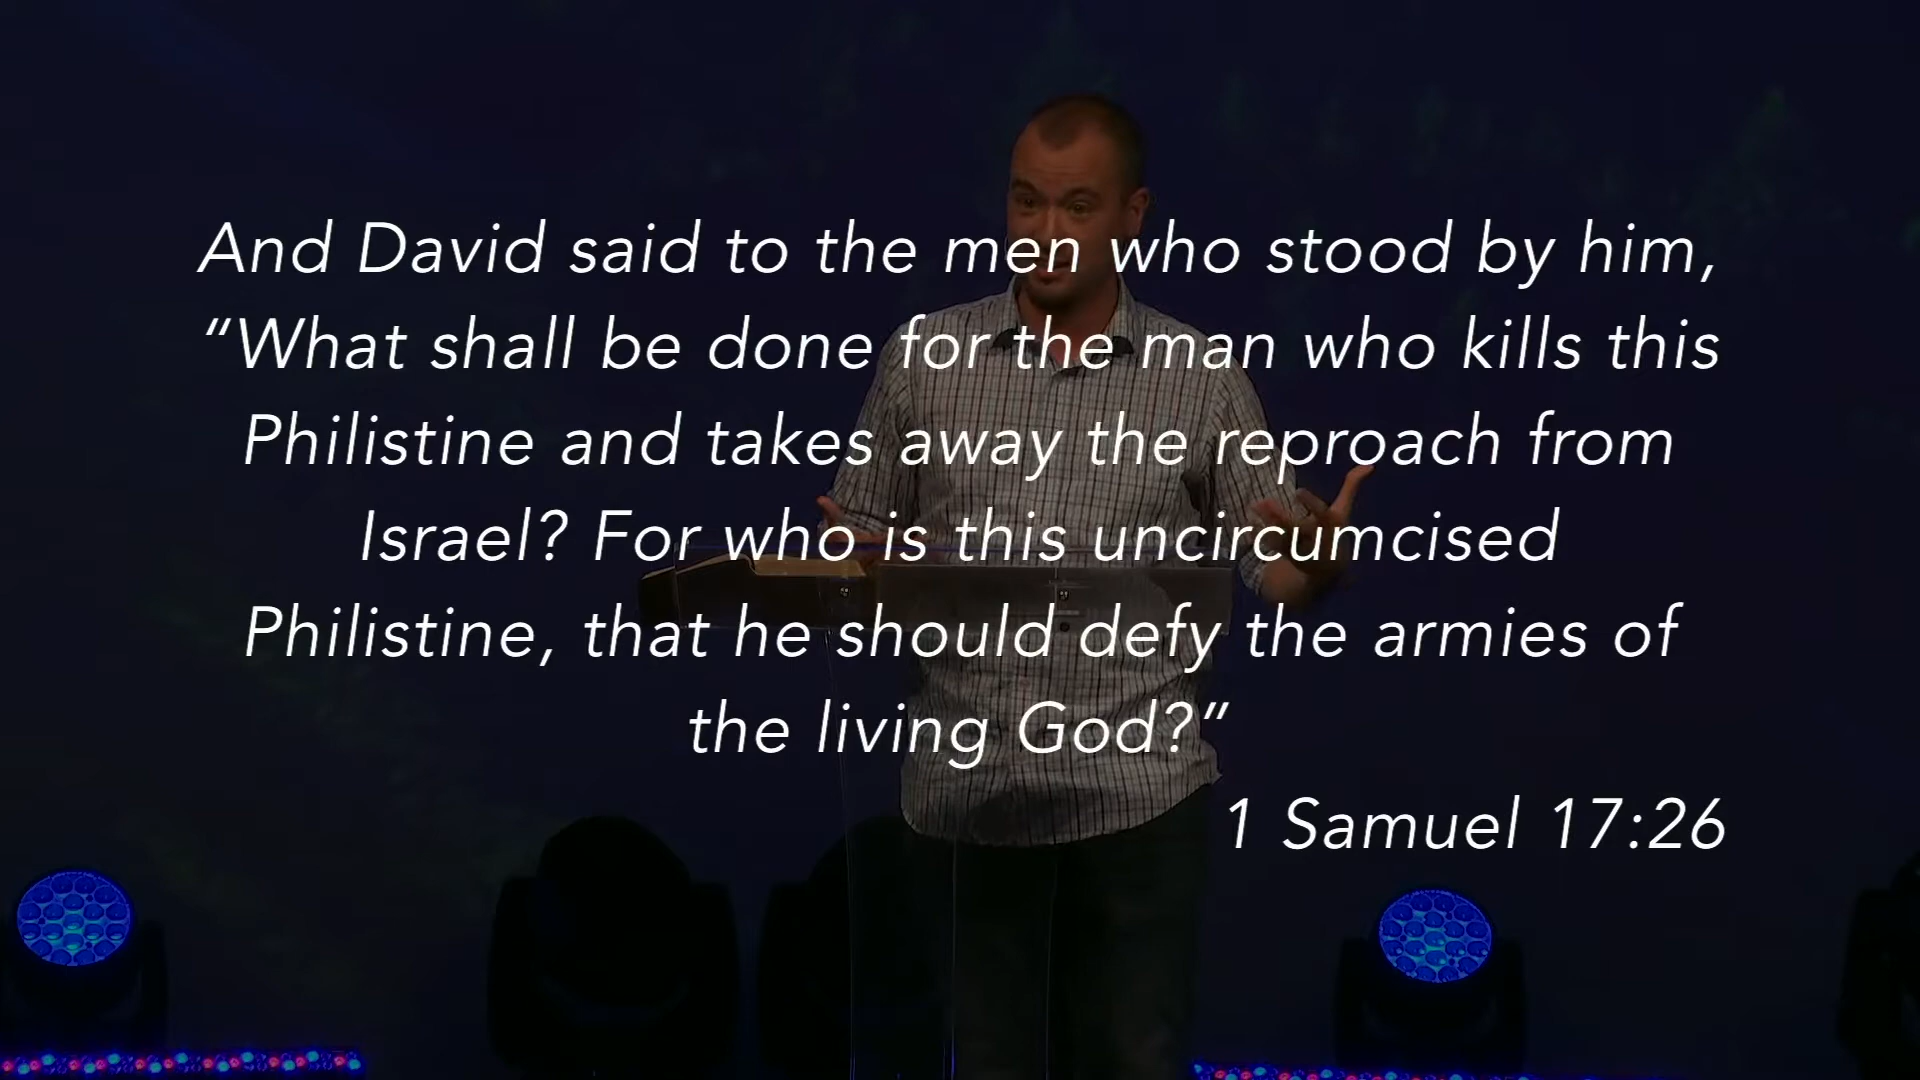 And David said to the men who stood by him,
“What shall be done for the man who kills this
Philistine and takes away the reproach from
Israel? For who is this uncircumcised
Philistine, that he should defy the armies of
the living God?”
1 Samuel 17:26